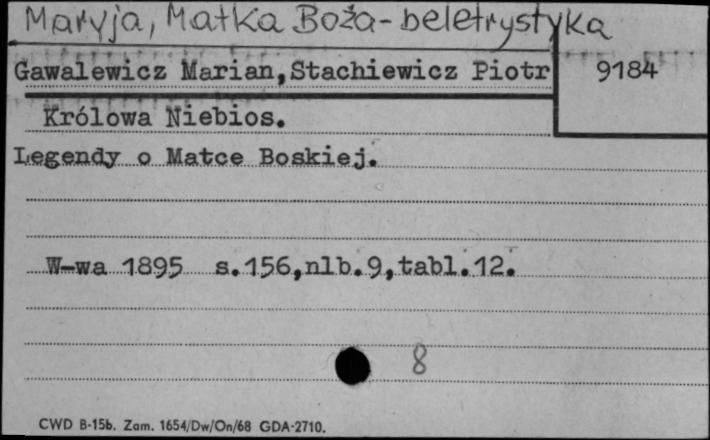 Maryja, Matka Boża - beletrystyka
Gawalewicz Marian, Stachiewicz Piotr
9184
Królowa Niebios.
Legendy o Matce Boskiej.
W-wa 1895 s.156,nlb.9,tabl.12.
8
CWD B-15b. Zam. 1654/Dw/On/68 GDA-2710.